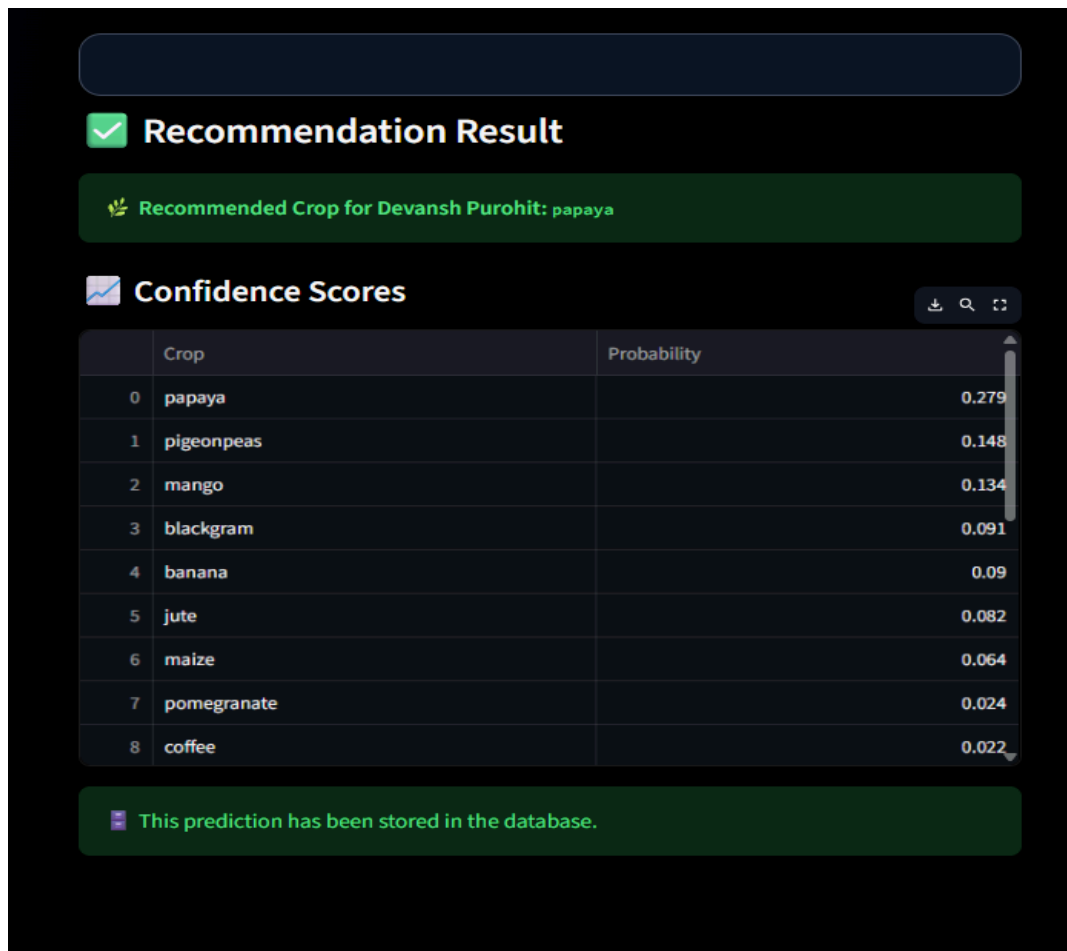 ✅ Recommendation Result
🌿 Recommended Crop for Devansh Purohit: papaya
📈 Confidence Scores
Crop Probability
0 papaya 0.279
1 pigeonpeas 0.148
2 mango 0.134
3 blackgram 0.091
4 banana 0.09
5 jute 0.082
6 maize 0.064
7 pomegranate 0.024
8 coffee 0.022
🗄️ This prediction has been stored in the database.